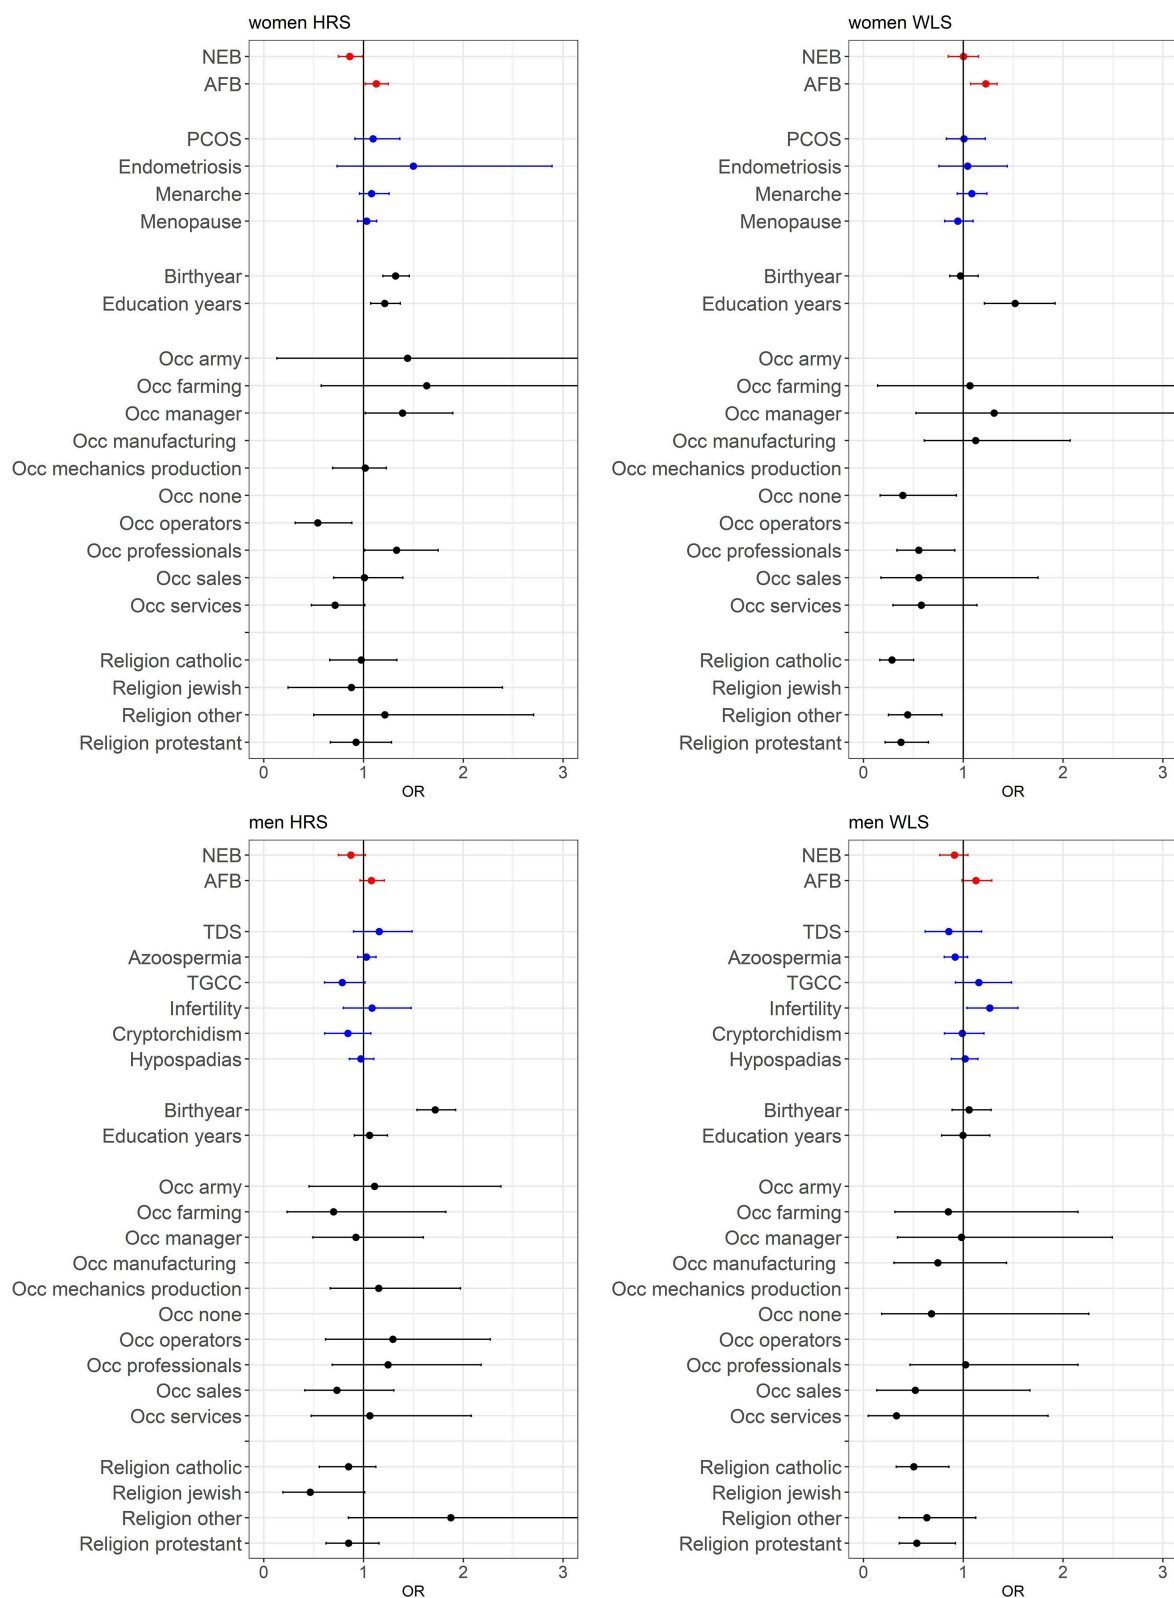 women HRS
NEB
AFB
PCOS
Endometriosis
Menarche
Menopause
Birthyear
Education years
Occ army
Occ farming
Occ manager
Occ manufacturing
Occ mechanics production
Occ none
Occ operators
Occ professionals
Occ sales
Occ services
Religion catholic
Religion jewish
Religion other
Religion protestant
0 1 2 3
OR
women WLS
NEB
AFB
PCOS
Endometriosis
Menarche
Menopause
Birthyear
Education years
Occ army
Occ farming
Occ manager
Occ manufacturing
Occ mechanics production
Occ none
Occ operators
Occ professionals
Occ sales
Occ services
Religion catholic
Religion jewish
Religion other
Religion protestant
0 1 2 3
OR
men HRS
NEB
AFB
TDS
Azoospermia
TGCC
Infertility
Cryptorchidism
Hypospadias
Birthyear
Education years
Occ army
Occ farming
Occ manager
Occ manufacturing
Occ mechanics production
Occ none
Occ operators
Occ professionals
Occ sales
Occ services
Religion catholic
Religion jewish
Religion other
Religion protestant
0 1 2 3
OR
men WLS
NEB
AFB
TDS
Azoospermia
TGCC
Infertility
Cryptorchidism
Hypospadias
Birthyear
Education years
Occ army
Occ farming
Occ manager
Occ manufacturing
Occ mechanics production
Occ none
Occ operators
Occ professionals
Occ sales
Occ services
Religion catholic
Religion jewish
Religion other
Religion protestant
0 1 2 3
OR